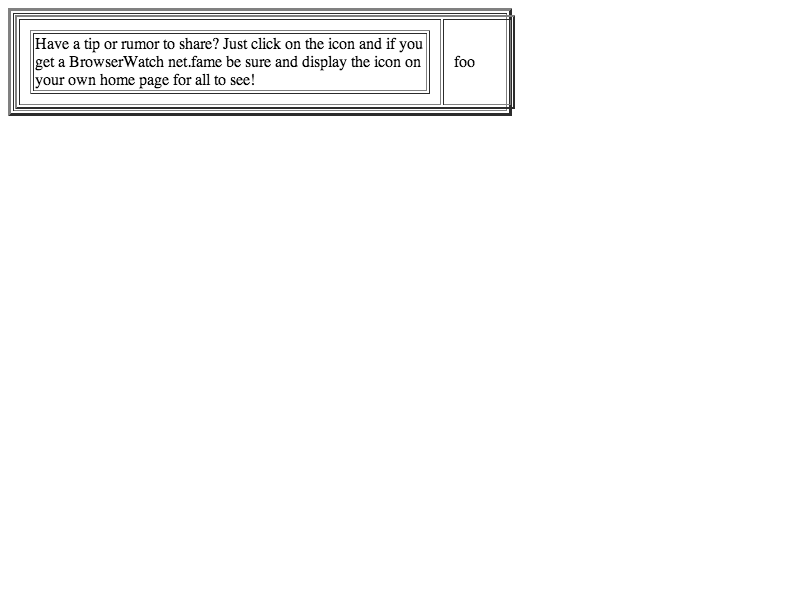 Have a tip or rumor to share? Just click on the icon and if you
get a BrowserWatch net.fame be sure and display the icon on
your own home page for all to see!
foo